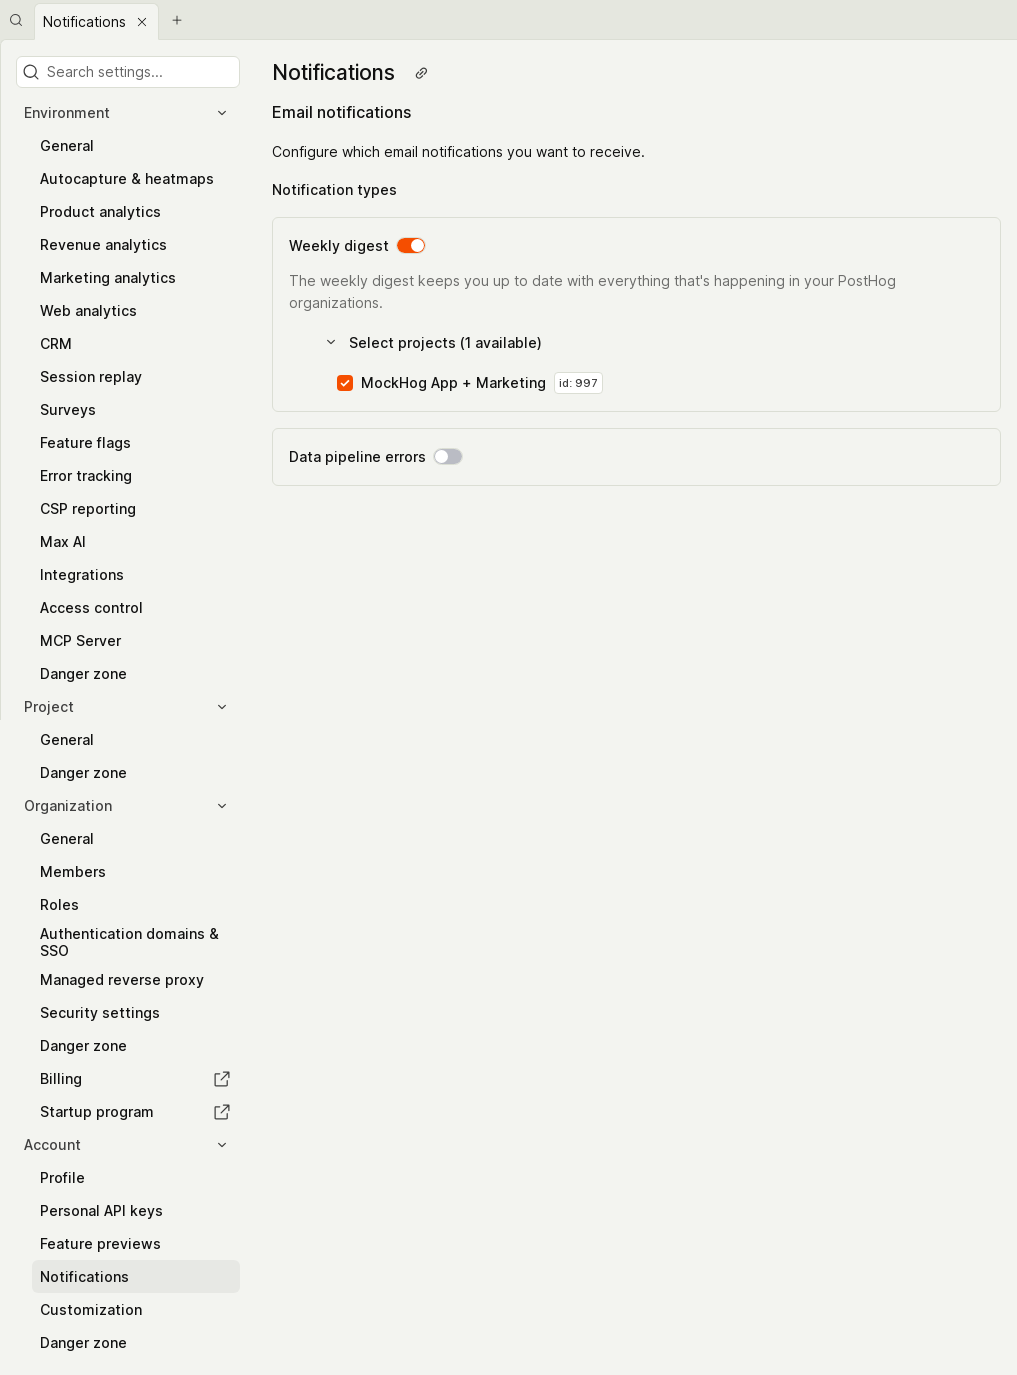 Notifications
Search settings...
Environment
General
Autocapture & heatmaps
Product analytics
Revenue analytics
Marketing analytics
Web analytics
CRM
Session replay
Surveys
Feature flags
Error tracking
CSP reporting
Max AI
Integrations
Access control
MCP Server
Danger zone
Project
General
Danger zone
Organization
General
Members
Roles
Authentication domains &
SSO
Managed reverse proxy
Security settings
Danger zone
Billing
Startup program
Account
Profile
Personal API keys
Feature previews
Notifications
Customization
Danger zone
Notifications
Email notifications
Configure which email notifications you want to receive.
Notification types
Weekly digest
The weekly digest keeps you up to date with everything that's happening in your PostHog
organizations.
Select projects (1 available)
MockHog App + Marketing id: 997
Data pipeline errors